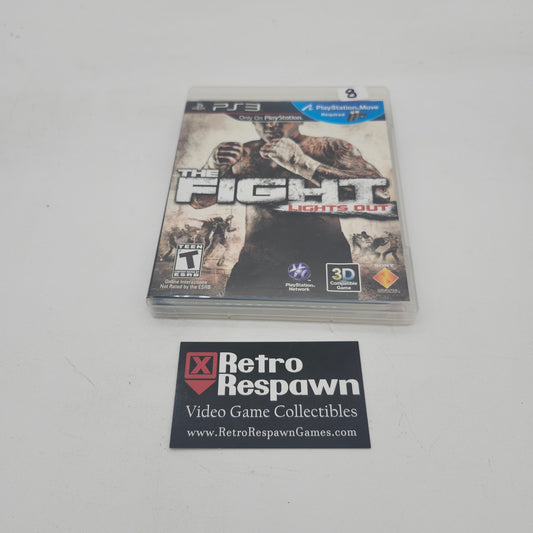 8
PS3
Only On PlayStation
PlayStation Move
Required
THE
FIGHT
LIGHTS OUT
TEEN
T
ESRB
Online Interactions
Not Rated by the ESRB
PlayStation
Network
3D
Compatible
Game
SONY
X Retro
Respawn
Video Game Collectibles
www.RetroRespawnGames.com